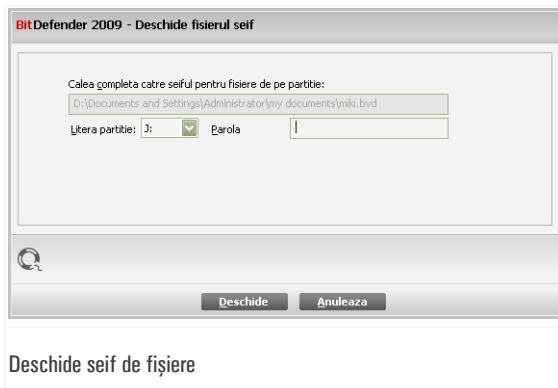 BitDefender 2009 - Deschide fisierul seif
Calea completa catre seiful pentru fisiere de pe partitie:
D:\Documents and Settings\Administrator\my documents\miki.bvd
Litera partitie: J: Parola
Deschide Anuleaza
Deschide seif de fişiere